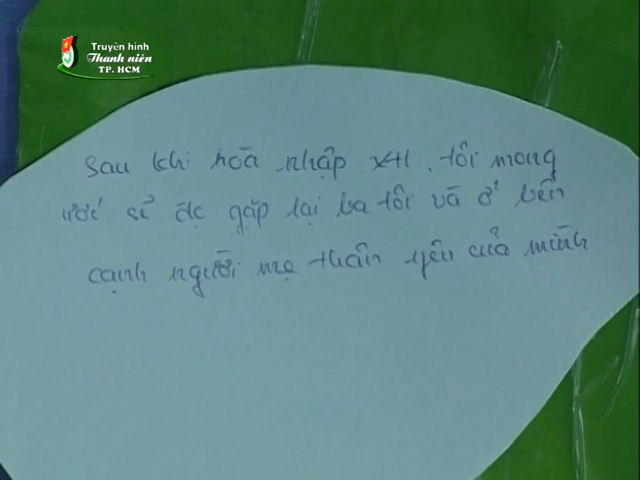 Truyền hình
Thanh niên
TP. HCM
Sau khi hòa nhập XH. tôi mong
ước sẽ đc gặp lại ba tôi và ở bên
cạnh người mẹ thân yêu của mình